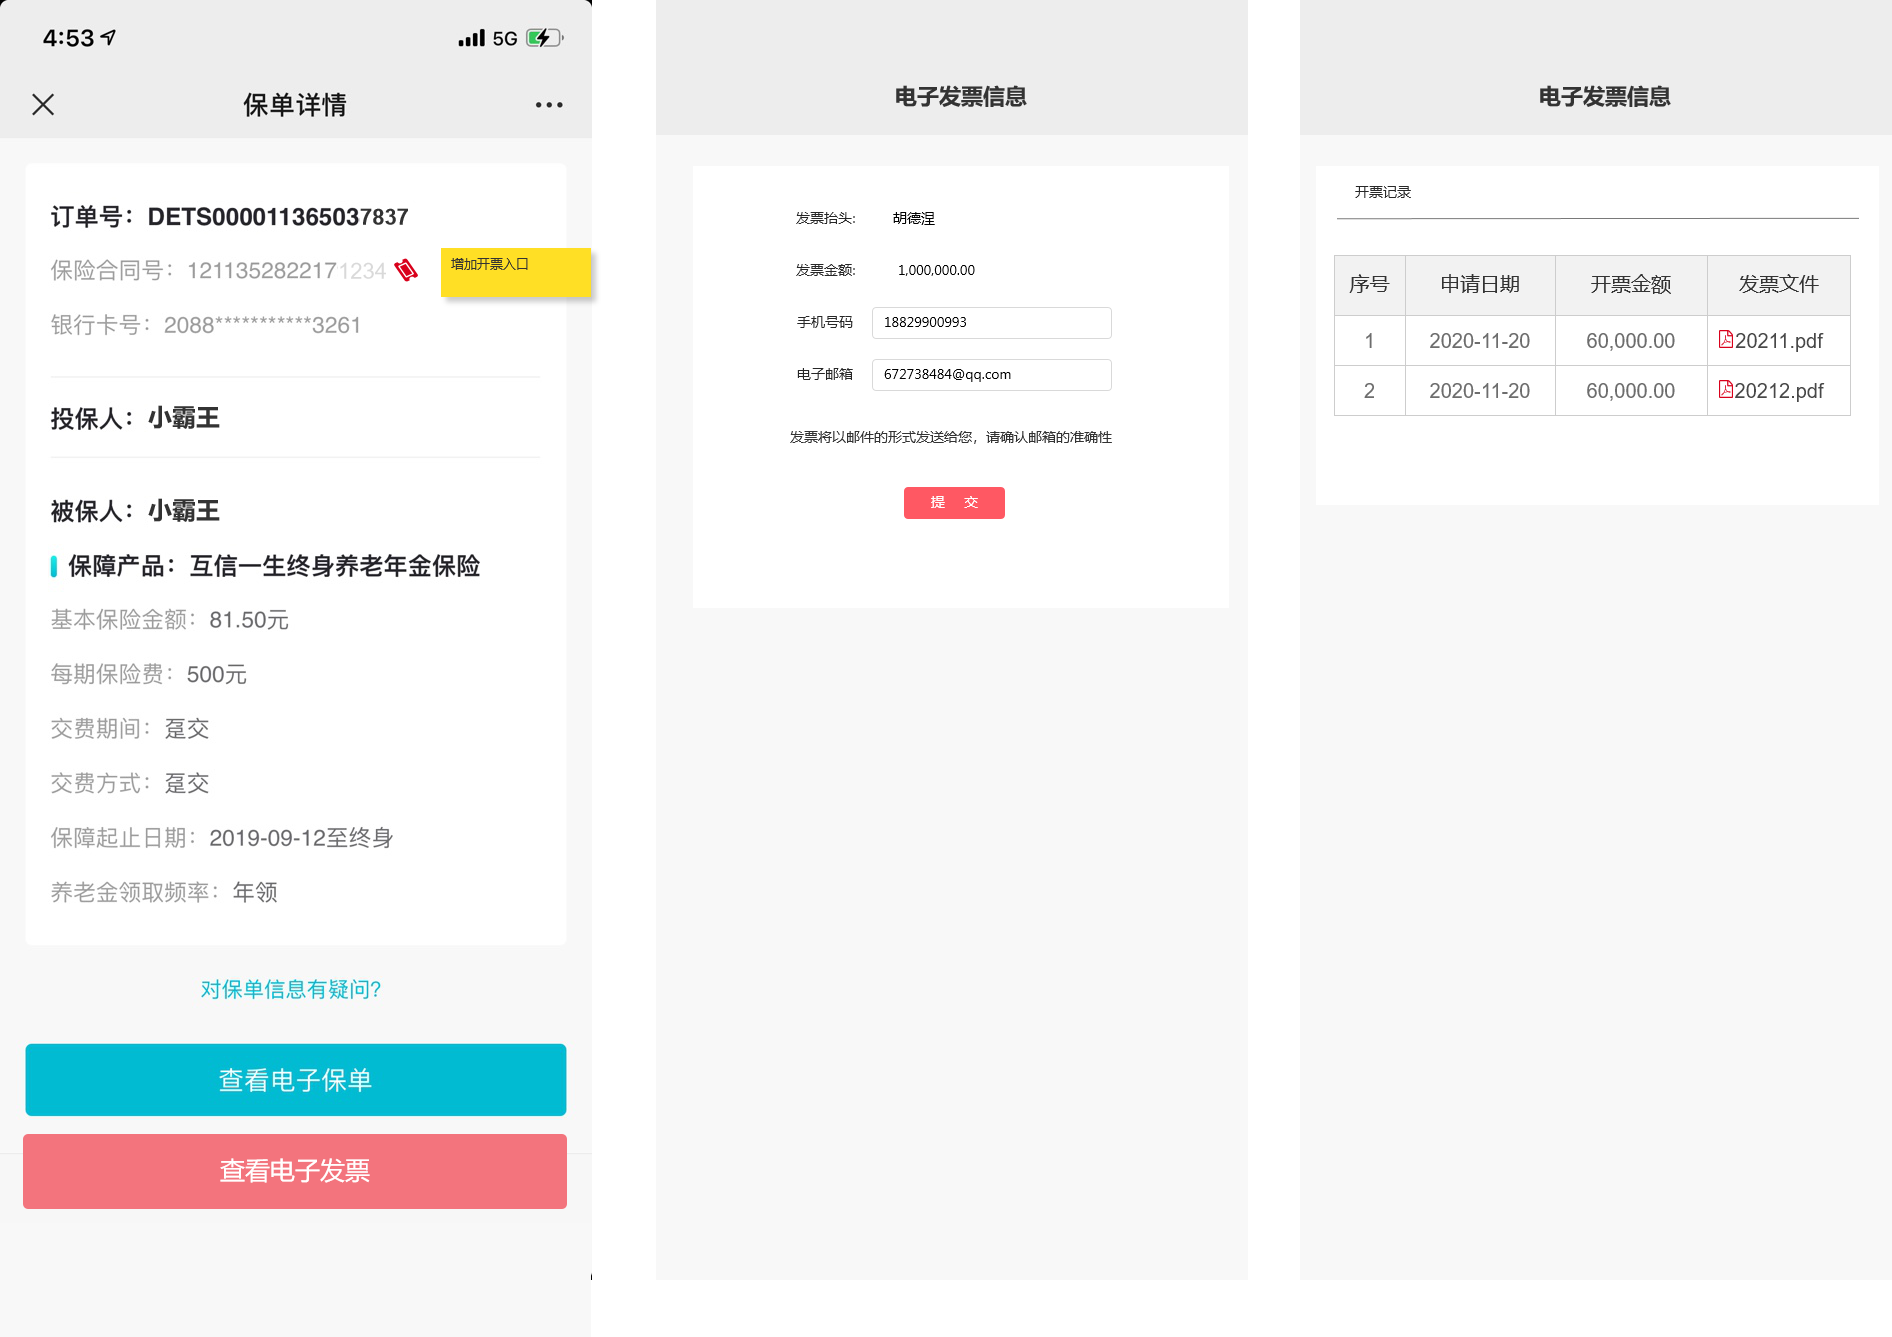 4:53
5G
保单详情
订单号：DETS000011365037837
保险合同号：1211352822171234
增加开票入口
银行卡号：2088***********3261
投保人：小霸王
被保人：小霸王
保障产品：互信一生终身养老年金保险
基本保险金额：81.50元
每期保险费：500元
交费期间：趸交
交费方式：趸交
保障起止日期：2019-09-12至终身
养老金领取频率：年领
对保单信息有疑问?
查看电子保单
查看电子发票
电子发票信息
发票抬头: 胡德涅
发票金额: 1,000,000.00
手机号码 18829900993
电子邮箱 672738484@qq.com
发票将以邮件的形式发送给您，请确认邮箱的准确性
提 交
电子发票信息
开票记录
序号 申请日期 开票金额 发票文件
1 2020-11-20 60,000.00 20211.pdf
2 2020-11-20 60,000.00 20212.pdf